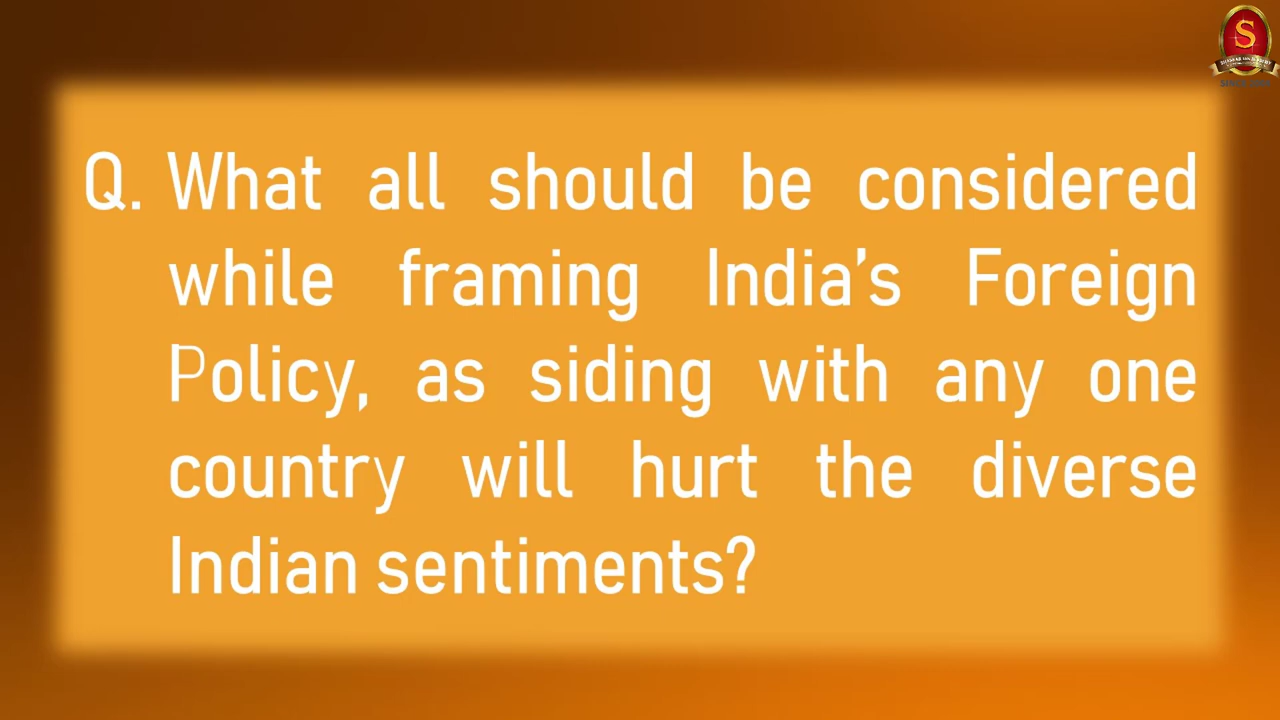 Q. What all should be considered
while framing India's Foreign
Policy, as siding with any one
country will hurt the diverse
Indian sentiments?
S